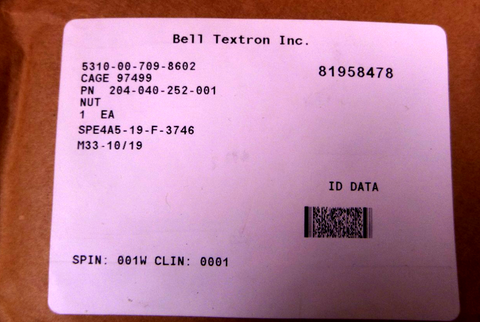 Bell Textron Inc.
5310-00-709-8602
81958478
CAGE 97499
PN 204-040-252-001
NUT
1 EA
SPE4A5-19-F-3746
M33-10/19
ID DATA
SPIN: 001W CLIN: 0001